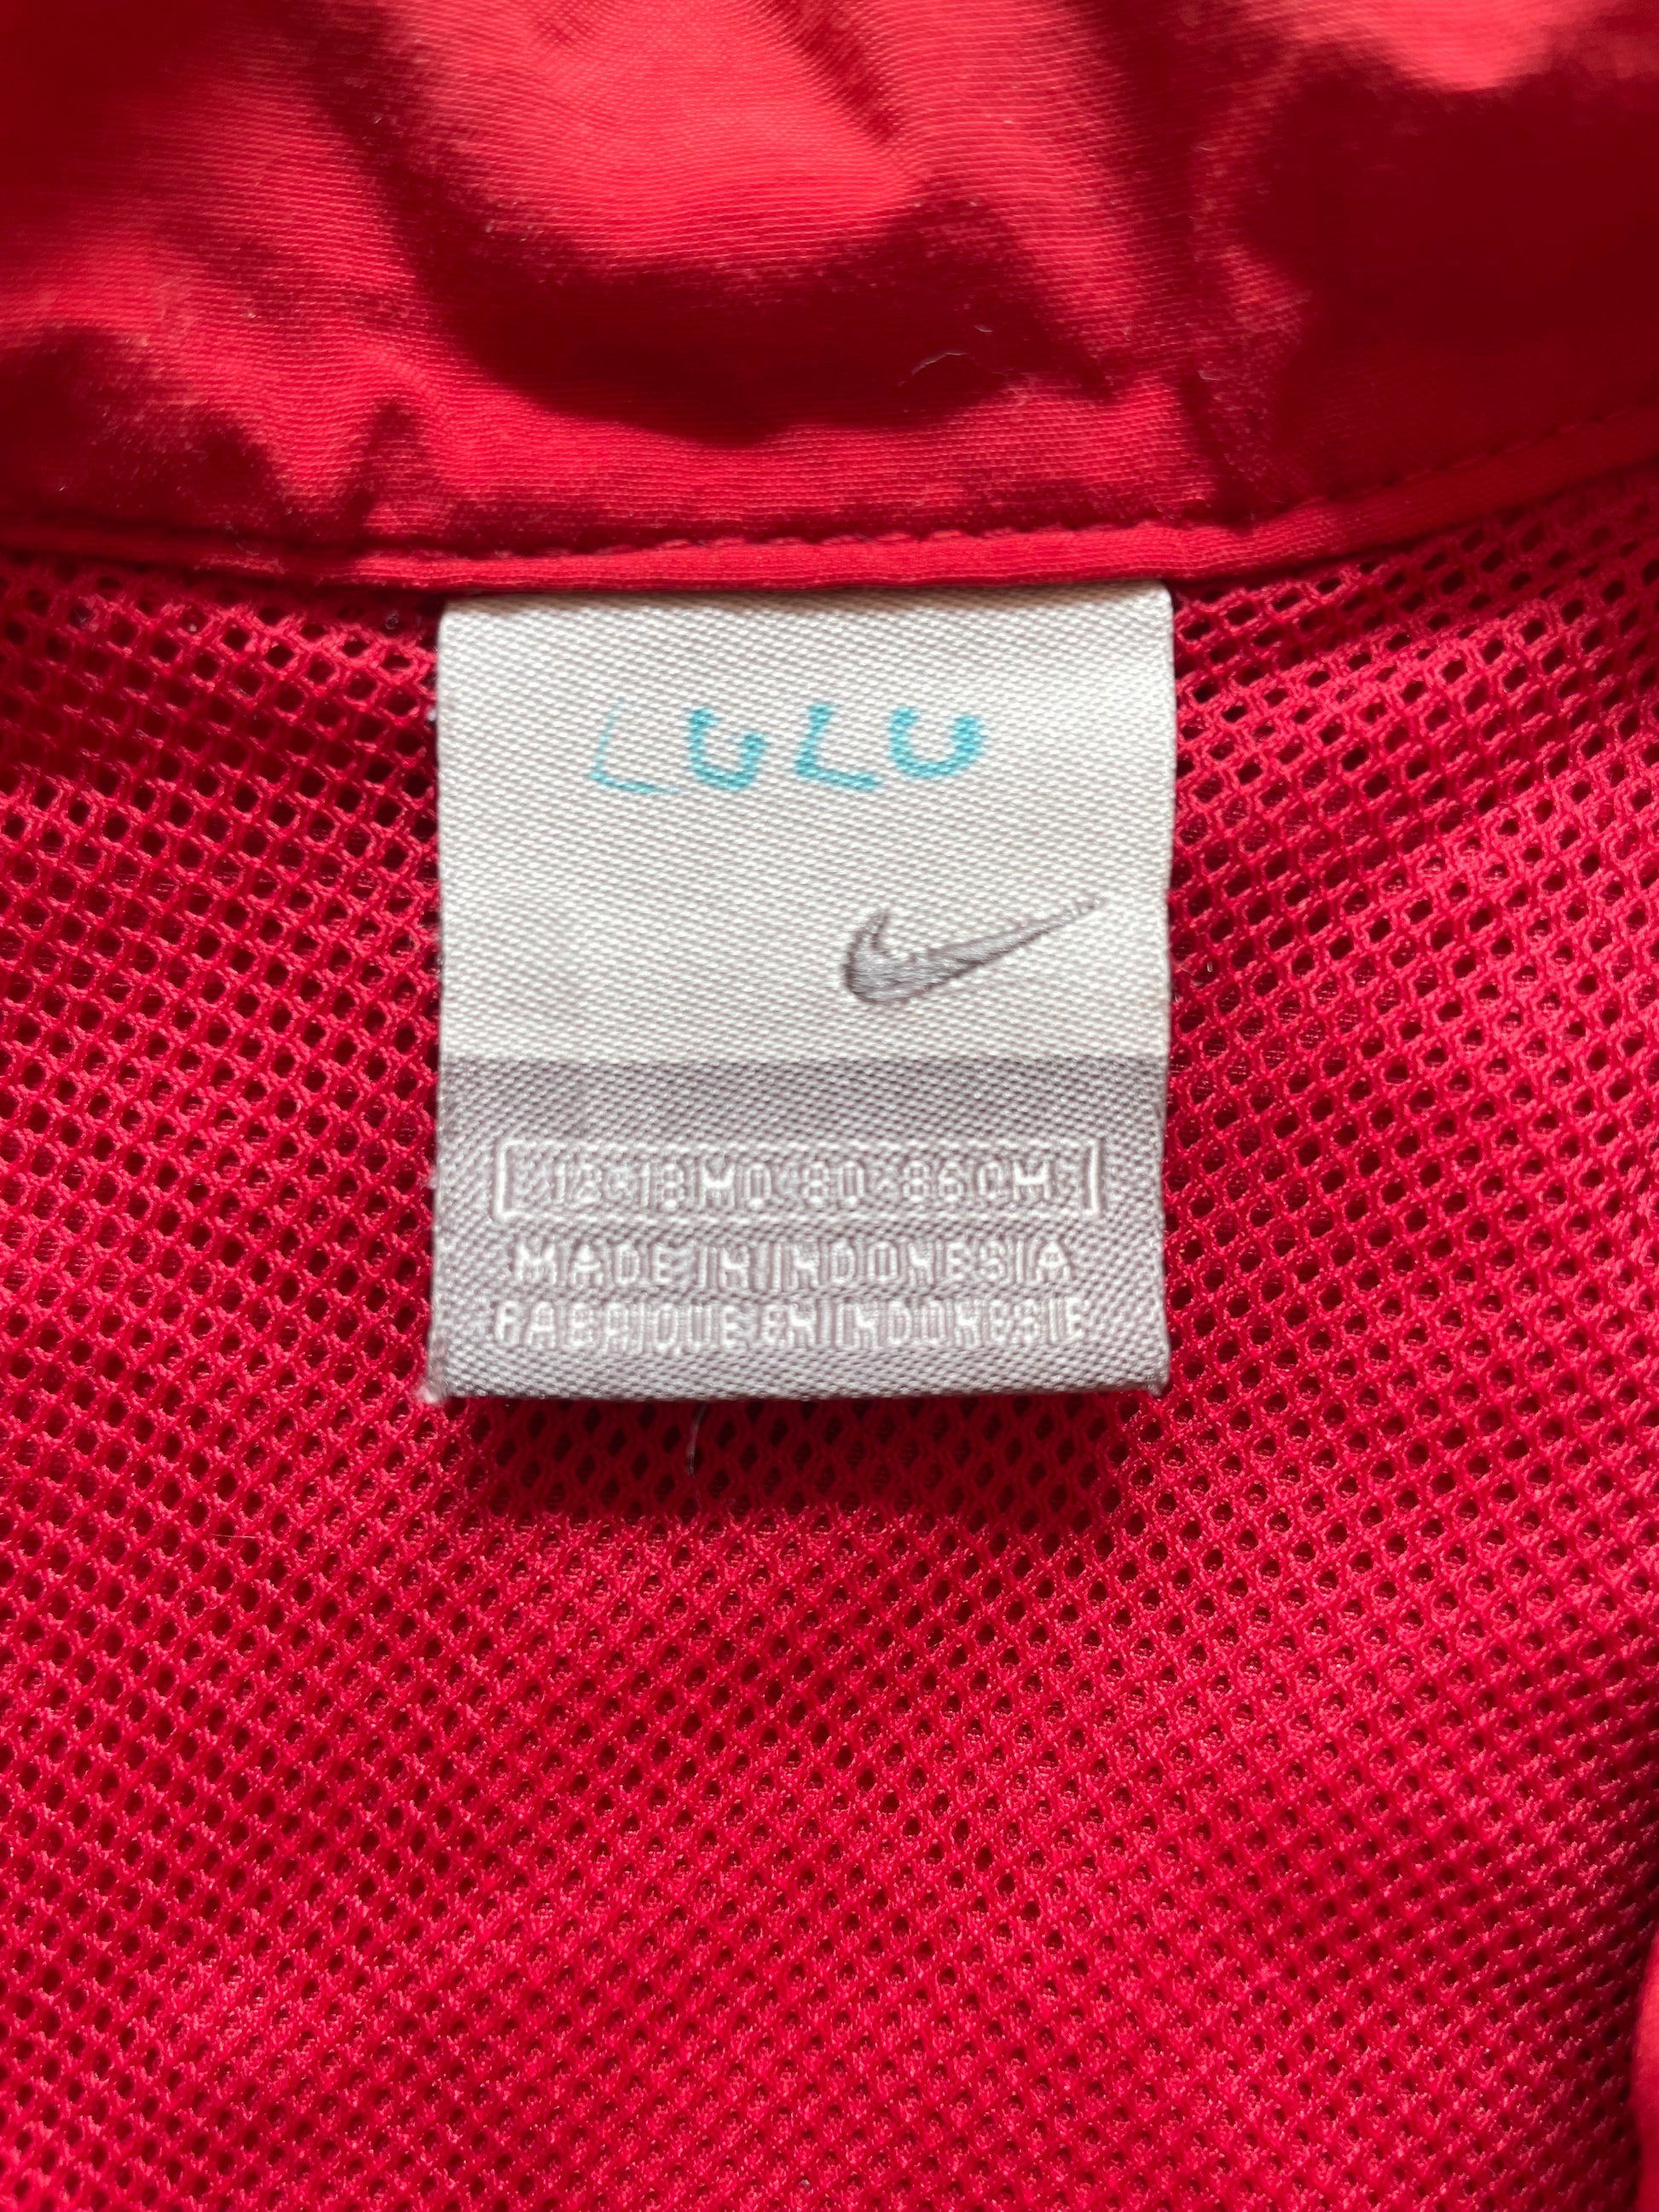 LULU
12-18MO 80-86CM
MADE IN INDONESIA
FABRIQUE EN INDONESIE